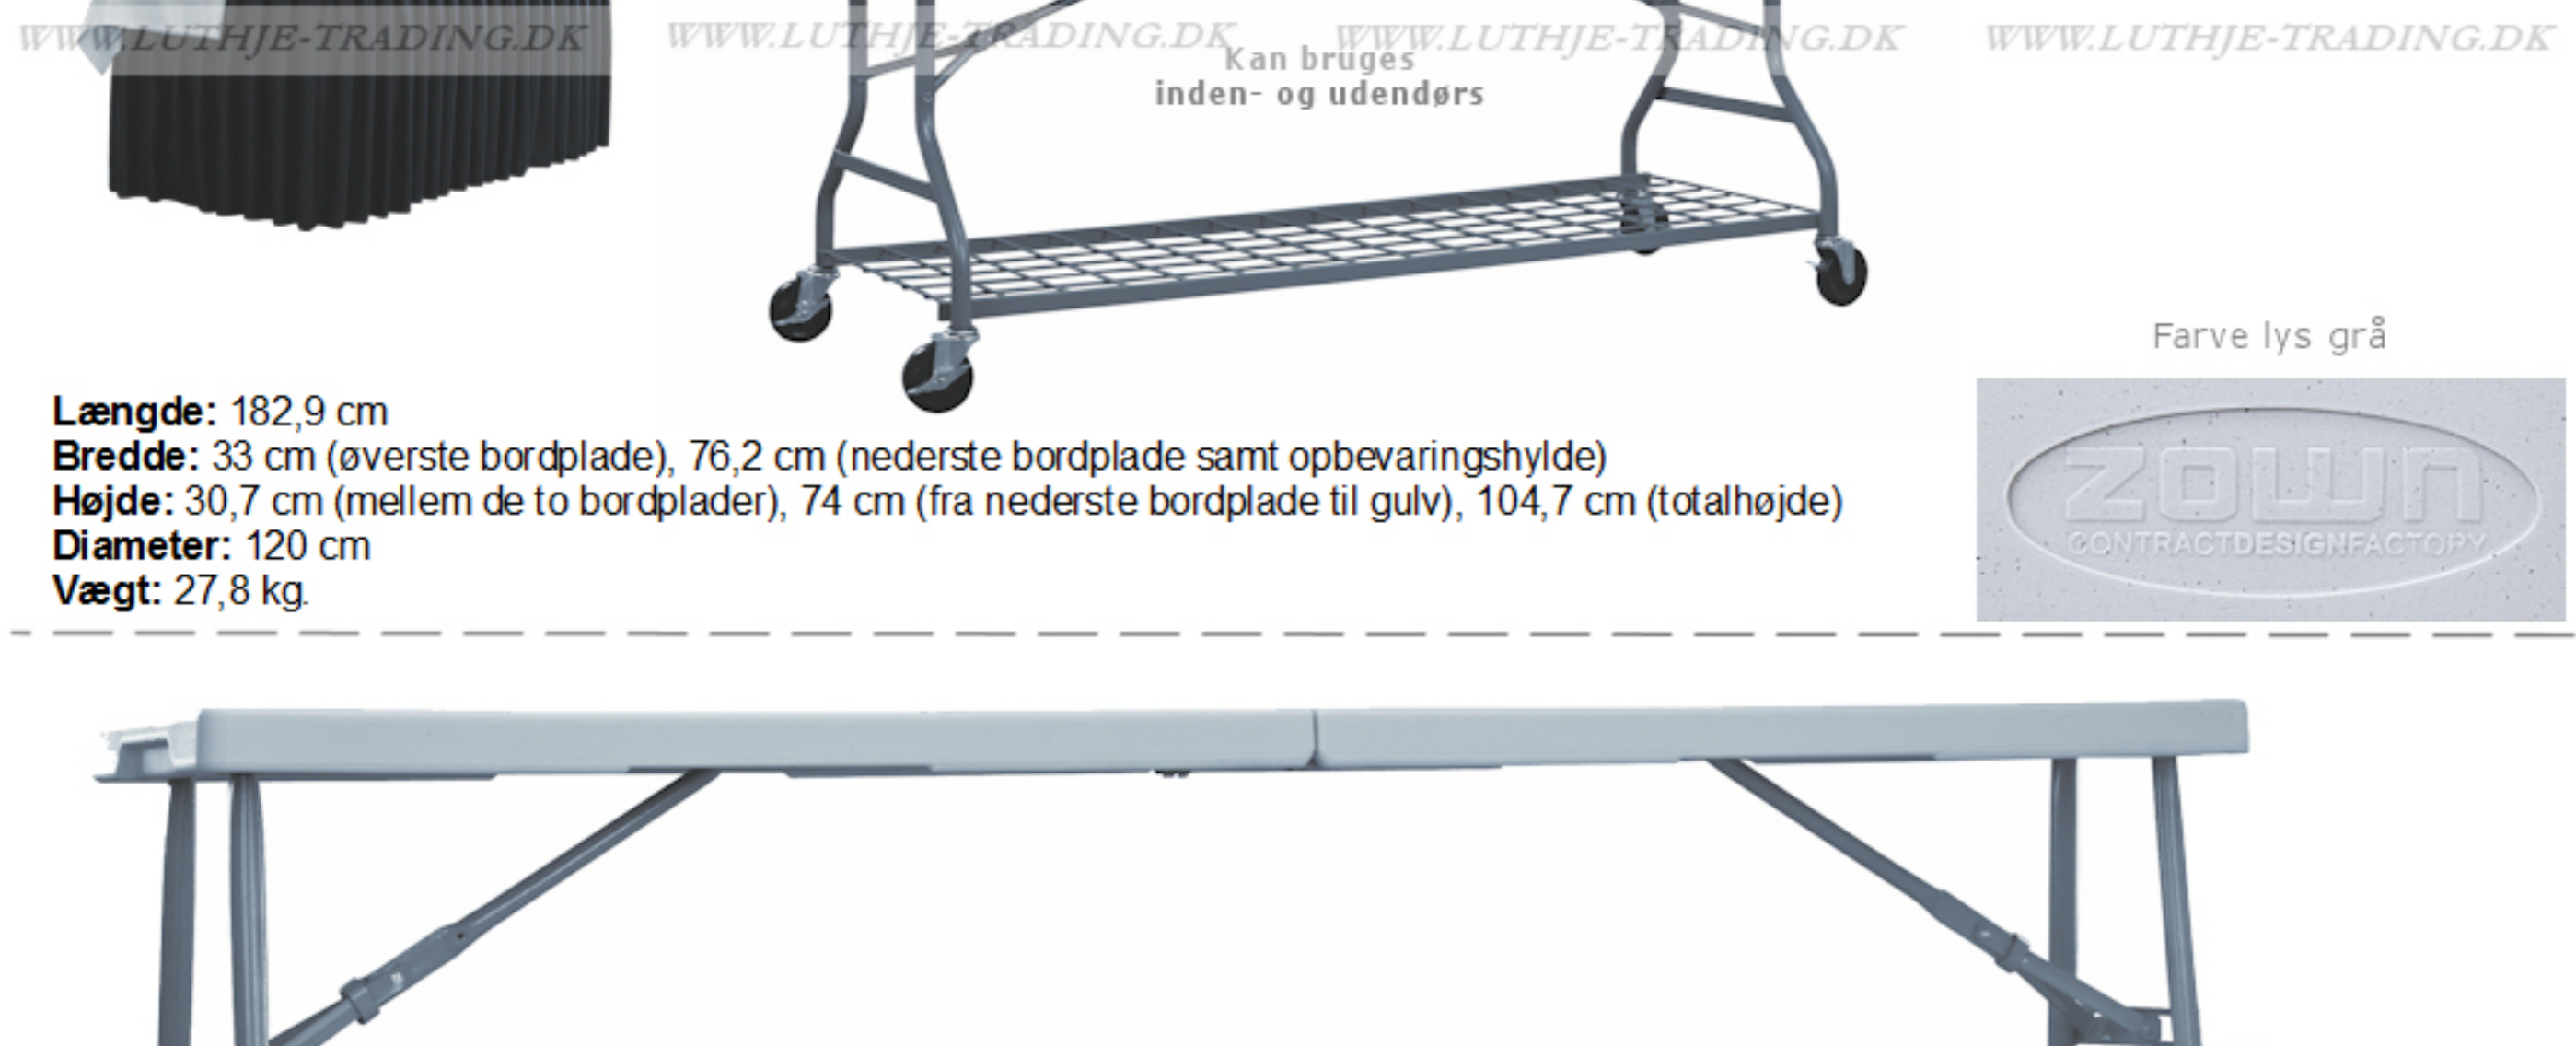 WWW.LUTHJE-TRADING.DK WWW.LUTHJE-TRADING.DK WWW.LUTHJE-TRADING.DK WWW.LUTHJE-TRADING.DK
Kan bruges
inden- og udendørs
Farve lys grå
zown
CONTRACTDESIGNFACTORY
Længde: 182,9 cm
Bredde: 33 cm (øverste bordplade), 76,2 cm (nederste bordplade samt opbevaringshylde)
Højde: 30,7 cm (mellem de to bordplader), 74 cm (fra nederste bordplade til gulv), 104,7 cm (totalhøjde)
Diameter: 120 cm
Vægt: 27,8 kg.